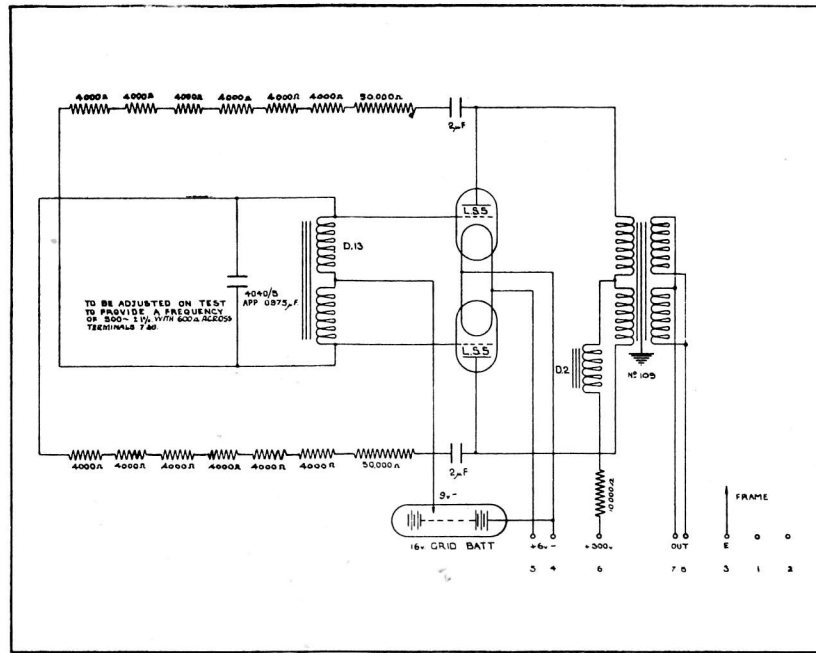 4000Ω 4000Ω 4000Ω 4000Ω 4000Ω 4000Ω 50.000Ω
2µF
L.S.5
D.13
4040/B
APP 0875µF
TO BE ADJUSTED ON TEST
TO PROVIDE A FREQUENCY
OF 500~ ±1%. WITH 600Ω ACROSS
TERMINALS 7 & 8.
L.S.5
D.2
Nº 109
4000Ω 4000Ω 4000Ω 4000Ω 4000Ω 4000Ω 50,000Ω
2µF
10.000Ω
9v-
FRAME
16v GRID BATT
+6v- +300v OUT E
5 4 6 7 8 3 1 2